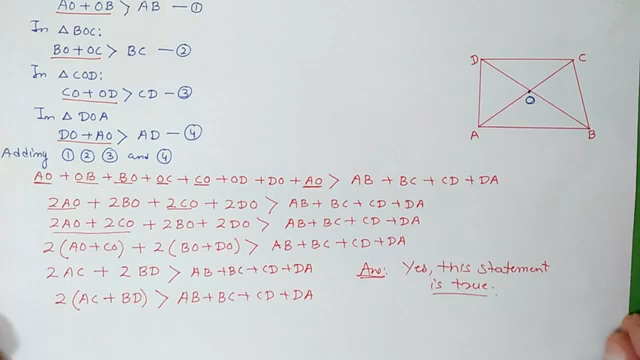 AO + OB > AB — ①
In △ BOC:
BO + OC > BC — ②
In △ COD:
CO + OD > CD — ③
In △ DOA
DO + AO > AD — ④
Adding ① ② ③ and ④
AO + OB + BO + OC + CO + OD + DO + AO > AB + BC + CD + DA
2AO + 2BO + 2CO + 2DO > AB + BC + CD + DA
2AO + 2CO + 2BO + 2DO > AB + BC + CD + DA
2 (AO + CO) + 2 (BO + DO) > AB + BC + CD + DA
2 AC + 2 BD > AB + BC + CD + DA
2 (AC + BD) > AB + BC + CD + DA
D C
O
A B
Ans: Yes, this statement
is true.